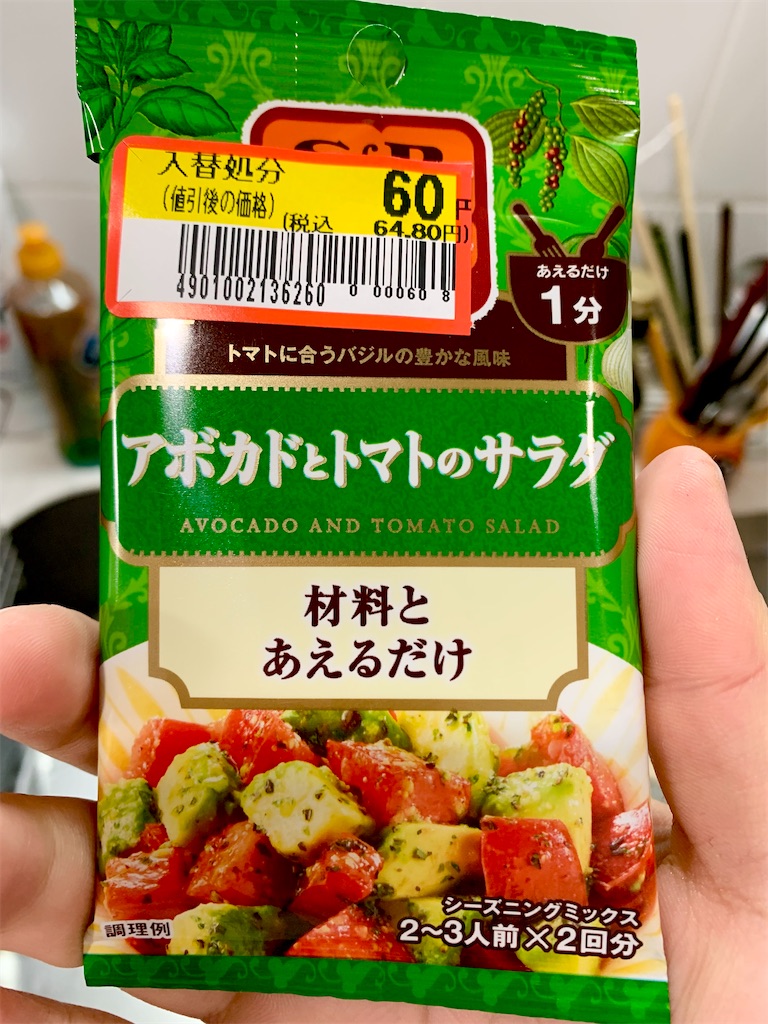 S&B
入替処分
60円
(値引後の価格)
(税込 64.80円)
4901002136260 0 00060 8
あえるだけ
1分
トマトに合うバジルの豊かな風味
アボカドとトマトのサラダ
AVOCADO AND TOMATO SALAD
材料と
あえるだけ
調理例
シーズニングミックス
2〜3人前×2回分